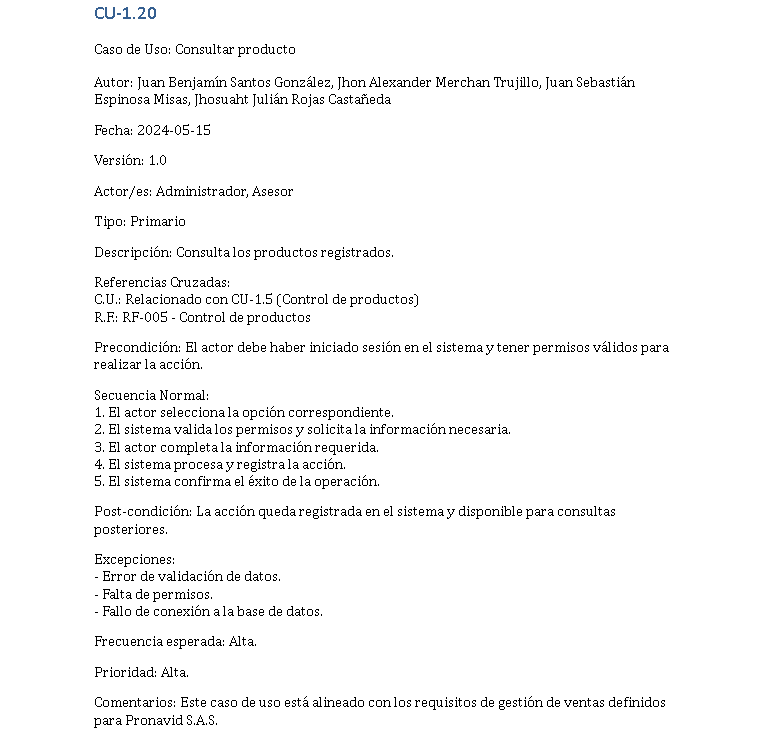 CU-1.20
Caso de Uso: Consultar producto
Autor: Juan Benjamín Santos González, Jhon Alexander Merchan Trujillo, Juan Sebastián
Espinosa Misas, Jhosuaht Julián Rojas Castañeda
Fecha: 2024-05-15
Versión: 1.0
Actor/es: Administrador, Asesor
Tipo: Primario
Descripción: Consulta los productos registrados.
Referencias Cruzadas:
C.U.: Relacionado con CU-1.5 (Control de productos)
R.F.: RF-005 - Control de productos
Precondición: El actor debe haber iniciado sesión en el sistema y tener permisos válidos para
realizar la acción.
Secuencia Normal:
1. El actor selecciona la opción correspondiente.
2. El sistema valida los permisos y solicita la información necesaria.
3. El actor completa la información requerida.
4. El sistema procesa y registra la acción.
5. El sistema confirma el éxito de la operación.
Post-condición: La acción queda registrada en el sistema y disponible para consultas
posteriores.
Excepciones:
- Error de validación de datos.
- Falta de permisos.
- Fallo de conexión a la base de datos.
Frecuencia esperada: Alta.
Prioridad: Alta.
Comentarios: Este caso de uso está alineado con los requisitos de gestión de ventas definidos
para Pronavid S.A.S.